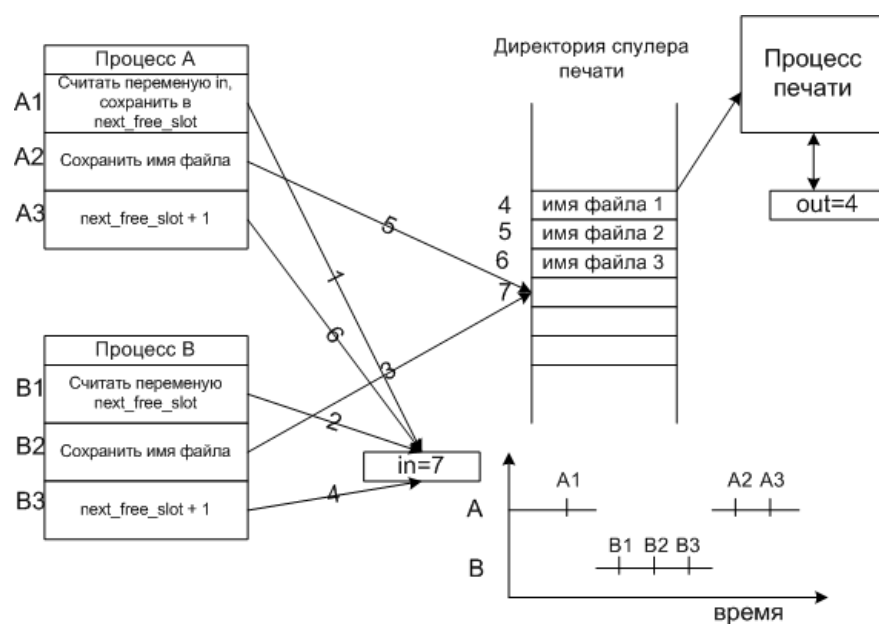 Процесс А
А1
Считать переменую in,
сохранить в
next_free_slot
А2
Сохранить имя файла
А3
next_free_slot + 1
Процесс В
В1
Считать переменую
next_free_slot
В2
Сохранить имя файла
В3
next_free_slot + 1
5
1
6
3
2
4
in=7
Директория спулера
печати
4
имя файла 1
5
имя файла 2
6
имя файла 3
7
Процесс
печати
out=4
А1
А2 А3
А
В1 В2 В3
В
время